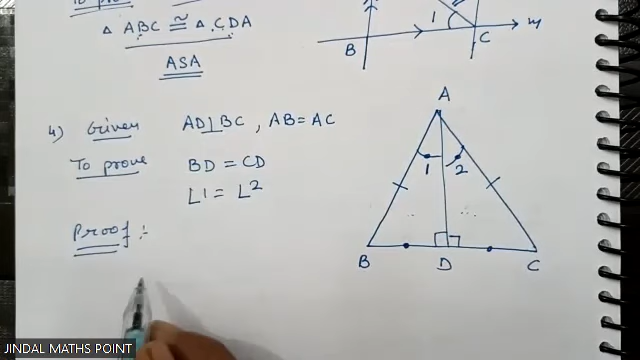 △ ABC ≅ △ CDA
ASA
1
B
C
4) Given AD⊥BC, AB=AC
To prove BD = CD
∠1 = ∠2
Proof :-
A
1 2
B D C
JINDAL MATHS POINT